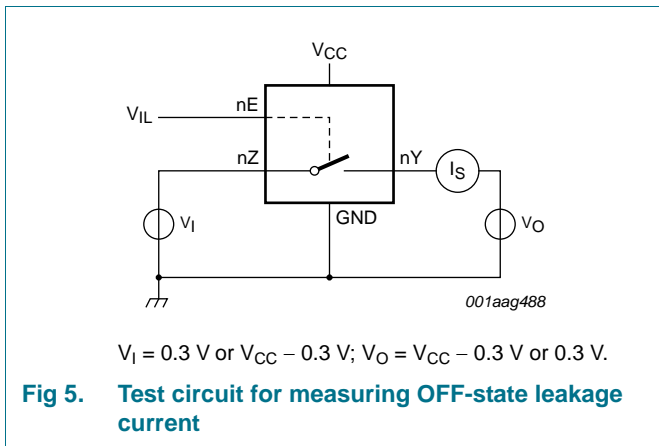 VCC
nE
VIL
nZ
nY
IS
VI
GND
VO
001aag488
VI = 0.3 V or VCC − 0.3 V; VO = VCC − 0.3 V or 0.3 V.
Fig 5. Test circuit for measuring OFF-state leakage
current